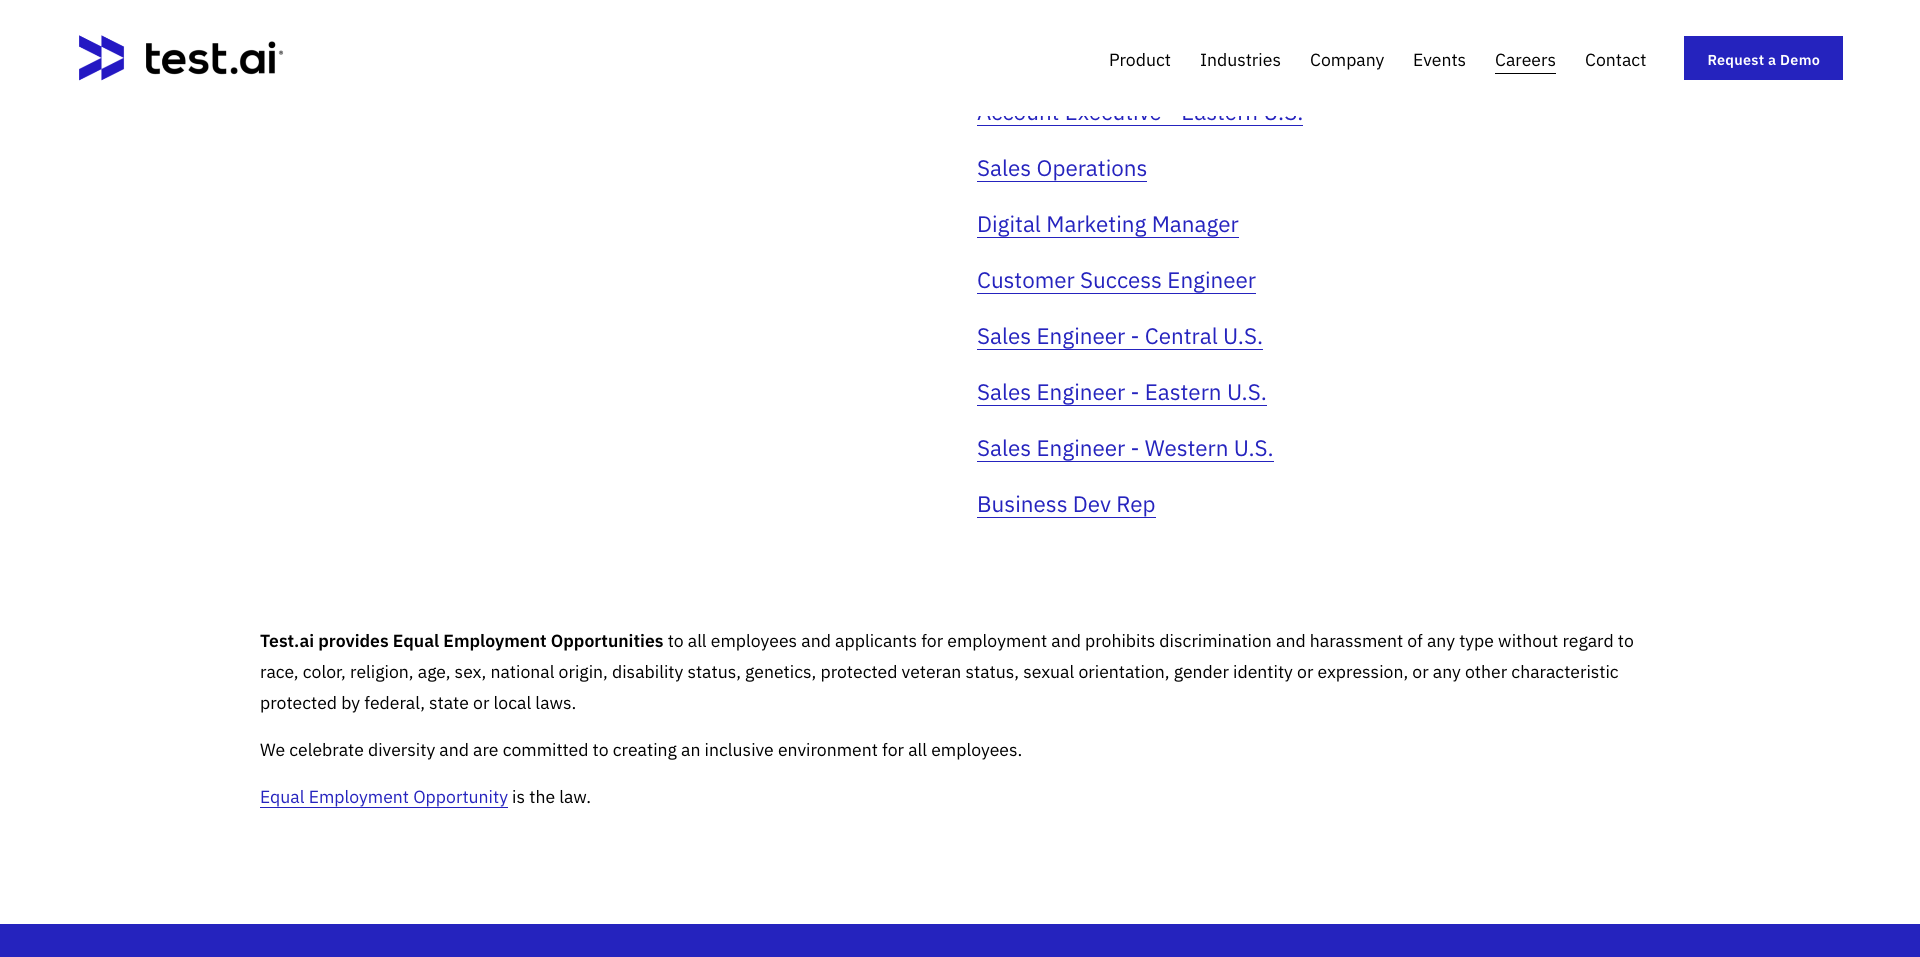 test.ai
Product Industries Company Events Careers Contact Request a Demo
Account Executive - Eastern U.S.
Sales Operations
Digital Marketing Manager
Customer Success Engineer
Sales Engineer - Central U.S.
Sales Engineer - Eastern U.S.
Sales Engineer - Western U.S.
Business Dev Rep
Test.ai provides Equal Employment Opportunities to all employees and applicants for employment and prohibits discrimination and harassment of any type without regard to
race, color, religion, age, sex, national origin, disability status, genetics, protected veteran status, sexual orientation, gender identity or expression, or any other characteristic
protected by federal, state or local laws.
We celebrate diversity and are committed to creating an inclusive environment for all employees.
Equal Employment Opportunity is the law.